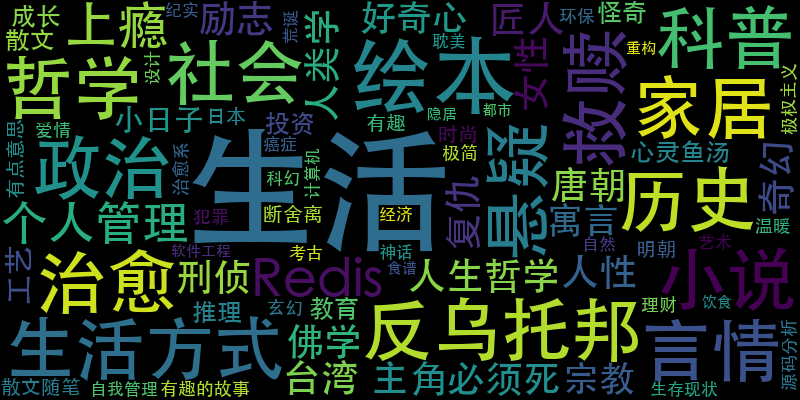 成长
纪实
励志
好奇心
匠人
环保
怪奇
散文
上瘾
荒诞
耽美
科普
设计
人类学
女性
重构
哲学
社会
绘本
救赎
极权主义
家居
小日子
日本
投资
有趣
隐居
都市
有点意思
爱情
政治
治愈系
癌症
生活
时尚
悬疑
心灵鱼汤
科幻
计算机
极简
历史
奇幻
唐朝
个人管理
犯罪
断舍离
经济
复仇
寓言
温暖
软件工程
考古
神话
自然
明朝
艺术
工艺
治愈
刑侦
Redis
食谱
人生哲学
人性
小说
推理
玄幻
教育
理财
饮食
生活方式
佛学
反乌托邦
言情
源码分析
台湾
主角必须死
宗教
散文随笔
自我管理
有趣的故事
生存现状